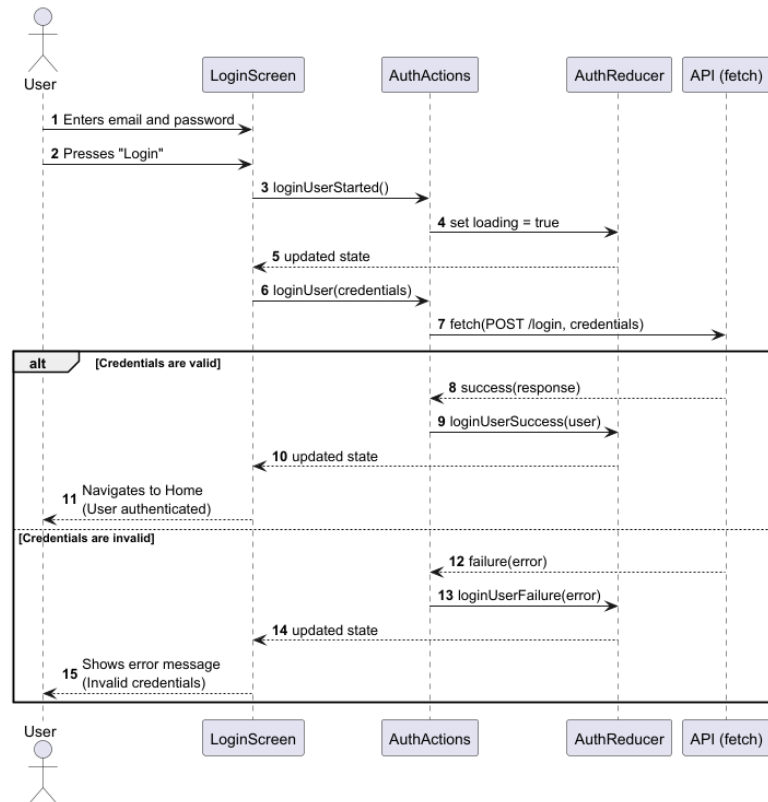 User
LoginScreen
AuthActions
AuthReducer
API (fetch)
1 Enters email and password
2 Presses "Login"
3 loginUserStarted()
4 set loading = true
5 updated state
6 loginUser(credentials)
7 fetch(POST /login, credentials)
alt
[Credentials are valid]
8 success(response)
9 loginUserSuccess(user)
10 updated state
11 Navigates to Home
(User authenticated)
[Credentials are invalid]
12 failure(error)
13 loginUserFailure(error)
14 updated state
15 Shows error message
(Invalid credentials)
User
LoginScreen
AuthActions
AuthReducer
API (fetch)